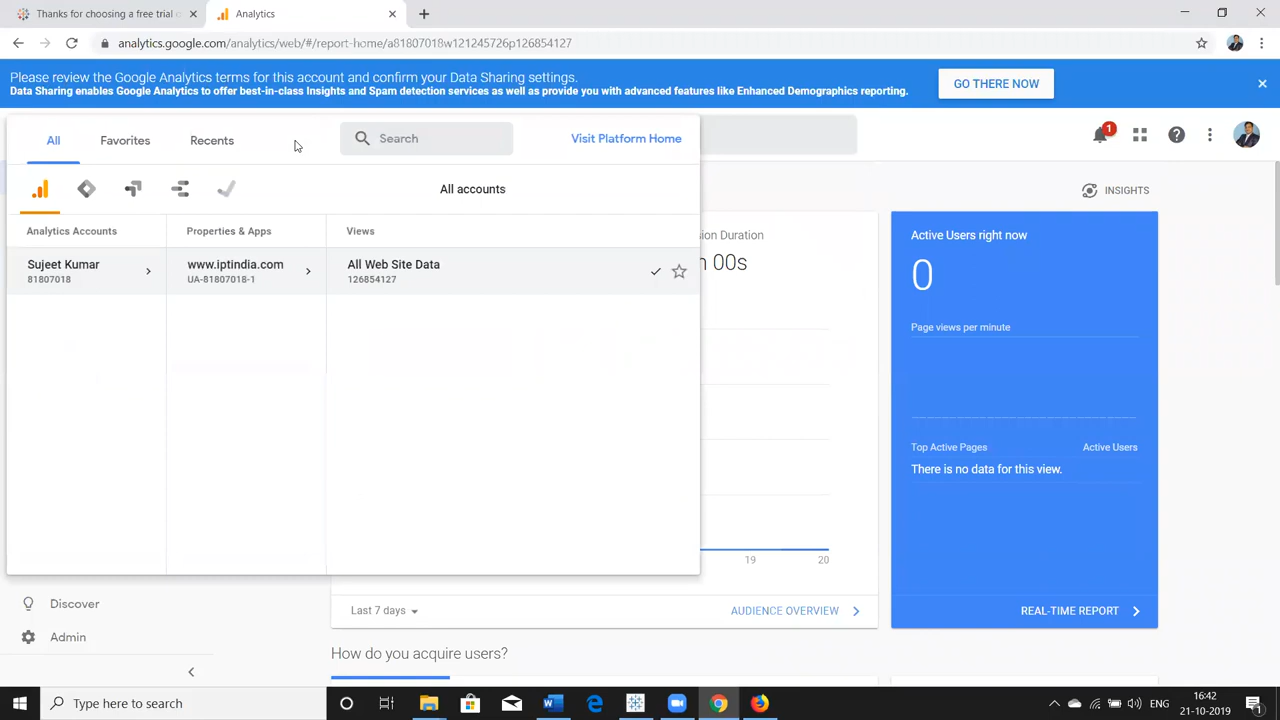 Thanks for choosing a free trial o
Analytics
analytics.google.com/analytics/web/#/report-home/a81807018w121245726p126854127
Please review the Google Analytics terms for this account and confirm your Data Sharing settings.
Data Sharing enables Google Analytics to offer best-in-class Insights and Spam detection services as well as provide you with advanced features like Enhanced Demographics reporting.
GO THERE NOW
All
Favorites
Recents
Search
Visit Platform Home
1
All accounts
INSIGHTS
Analytics Accounts
Properties & Apps
Views
Sujeet Kumar
81807018
www.iptindia.com
UA-81807018-1
All Web Site Data
126854127
sion Duration
00s
Active Users right now
0
Page views per minute
Top Active Pages
Active Users
There is no data for this view.
19
20
Discover
Admin
Last 7 days
AUDIENCE OVERVIEW
REAL-TIME REPORT
How do you acquire users?
Type here to search
ENG
16:42
21-10-2019
1